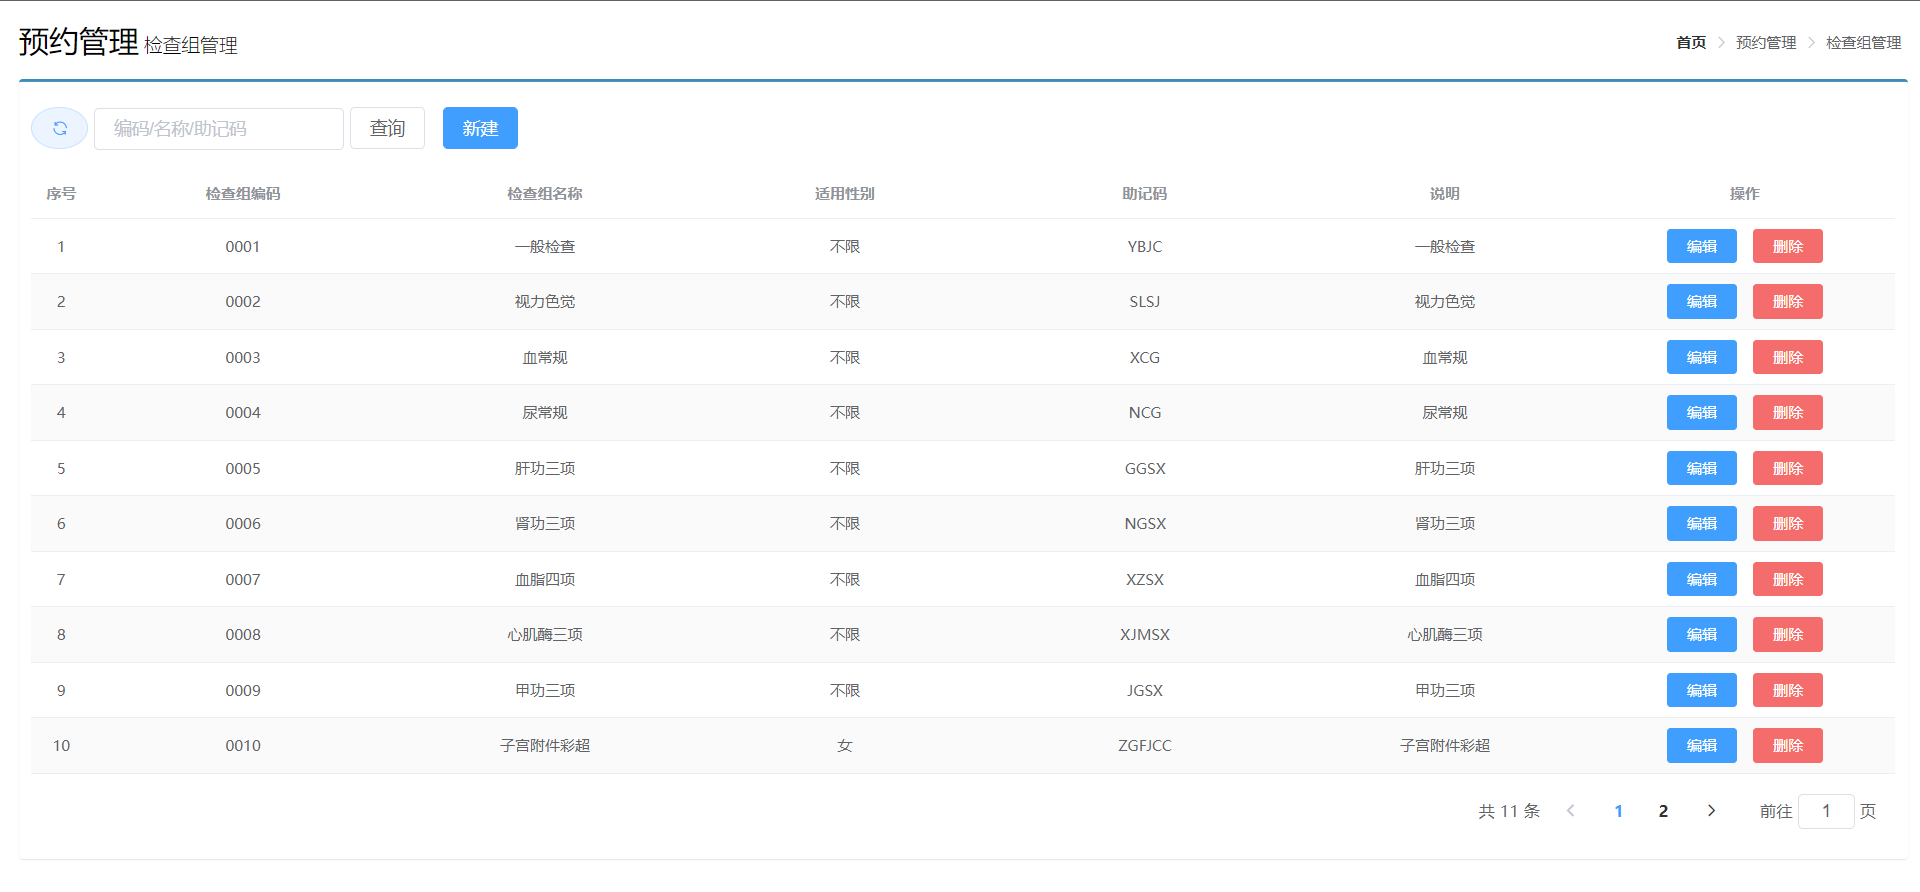 预约管理 检查组管理
首页 > 预约管理 > 检查组管理
编码/名称/助记码 查询 新建
序号 检查组编码 检查组名称 适用性别 助记码 说明 操作
1 0001 一般检查 不限 YBJC 一般检查 编辑 删除
2 0002 视力色觉 不限 SLSJ 视力色觉 编辑 删除
3 0003 血常规 不限 XCG 血常规 编辑 删除
4 0004 尿常规 不限 NCG 尿常规 编辑 删除
5 0005 肝功三项 不限 GGSX 肝功三项 编辑 删除
6 0006 肾功三项 不限 NGSX 肾功三项 编辑 删除
7 0007 血脂四项 不限 XZSX 血脂四项 编辑 删除
8 0008 心肌酶三项 不限 XJMSX 心肌酶三项 编辑 删除
9 0009 甲功三项 不限 JGSX 甲功三项 编辑 删除
10 0010 子宫附件彩超 女 ZGFJCC 子宫附件彩超 编辑 删除
共 11 条 < 1 2 > 前往 1 页